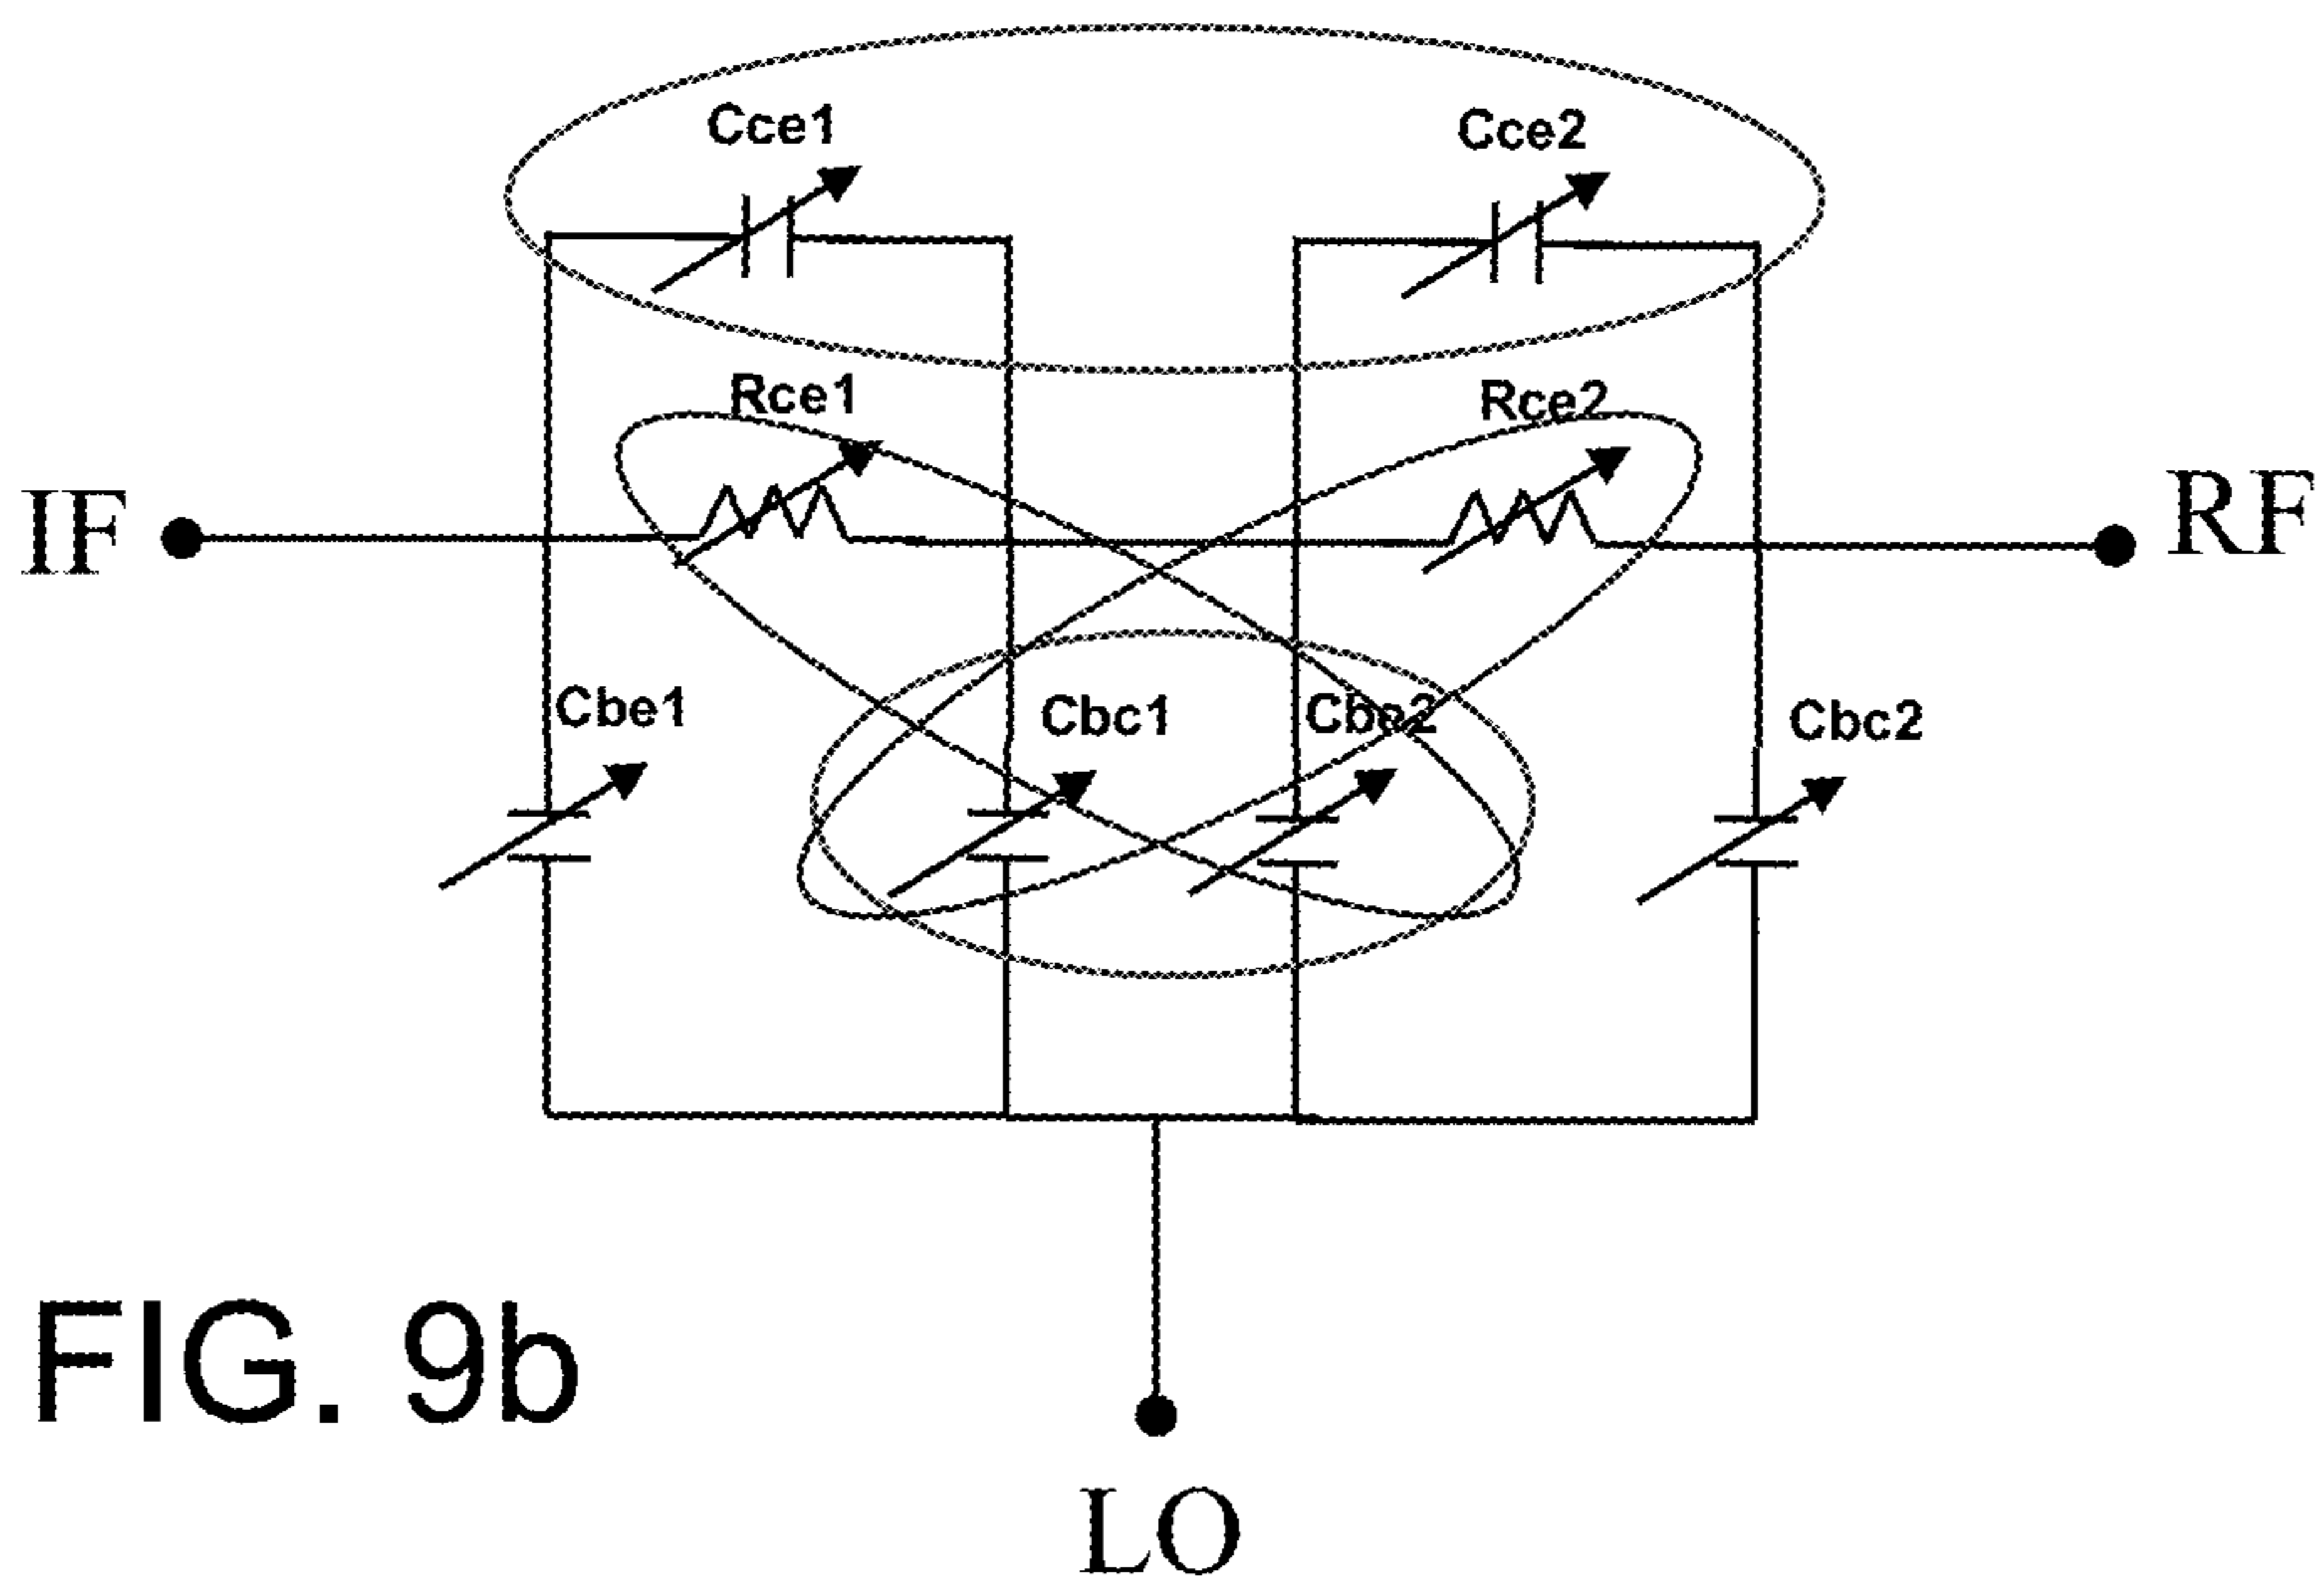 Cce1 Cce2
Rce1 Rce2
IF RF
Cbe1 Cbc1 Cbe2 Cbc2
FIG. 9b
LO